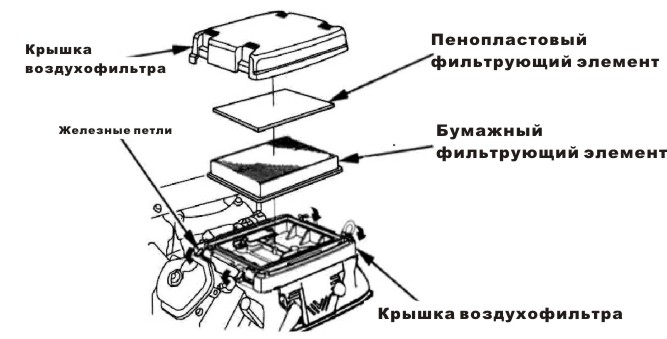 Крышка
воздухофильтра
Пенопластовый
фильтрующий элемент
Железные петли
Бумажный
фильтрующий элемент
Крышка воздухофильтра